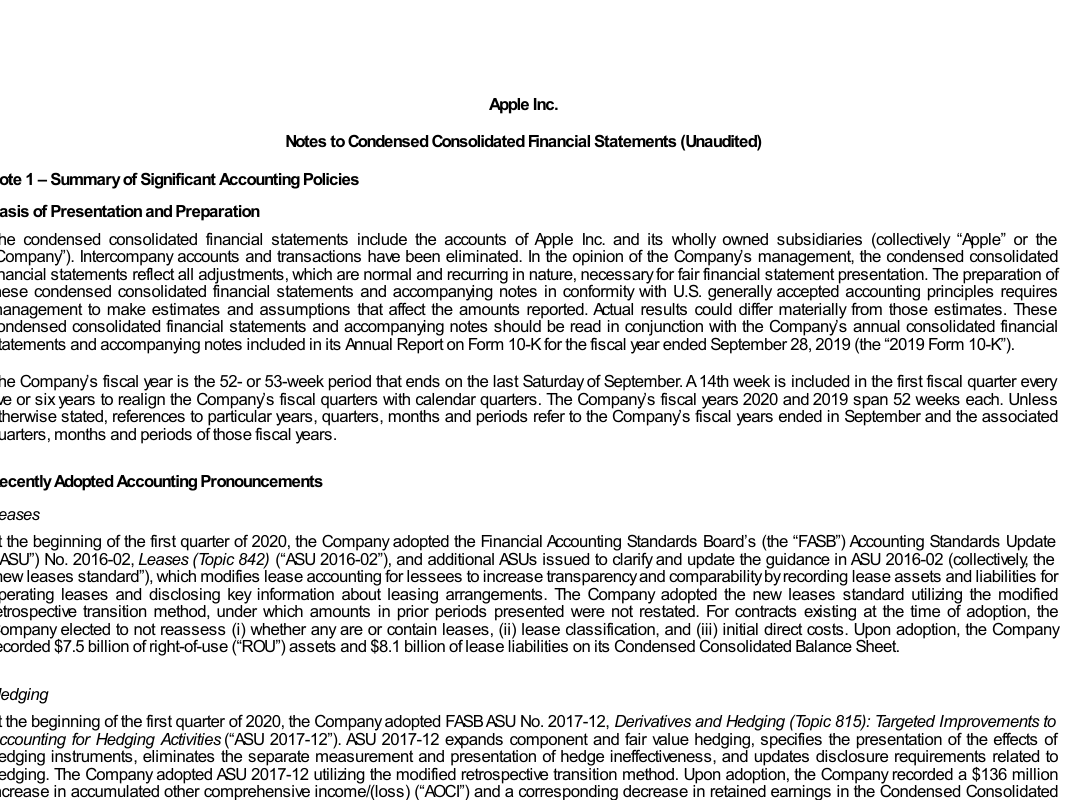 Apple Inc.
Notes to Condensed Consolidated Financial Statements (Unaudited)
ote 1 – Summary of Significant Accounting Policies
asis of Presentation and Preparation
he condensed consolidated financial statements include the accounts of Apple Inc. and its wholly owned subsidiaries (collectively “Apple” or the
Company”). Intercompany accounts and transactions have been eliminated. In the opinion of the Company’s management, the condensed consolidated
nancial statements reflect all adjustments, which are normal and recurring in nature, necessary for fair financial statement presentation. The preparation of
hese condensed consolidated financial statements and accompanying notes in conformity with U.S. generally accepted accounting principles requires
anagement to make estimates and assumptions that affect the amounts reported. Actual results could differ materially from those estimates. These
ondensed consolidated financial statements and accompanying notes should be read in conjunction with the Company’s annual consolidated financial
tatements and accompanying notes included in its Annual Report on Form 10-K for the fiscal year ended September 28, 2019 (the “2019 Form 10-K”).
he Company’s fiscal year is the 52- or 53-week period that ends on the last Saturday of September. A 14th week is included in the first fiscal quarter every
ve or six years to realign the Company’s fiscal quarters with calendar quarters. The Company’s fiscal years 2020 and 2019 span 52 weeks each. Unless
therwise stated, references to particular years, quarters, months and periods refer to the Company’s fiscal years ended in September and the associated
uarters, months and periods of those fiscal years.
ecently Adopted Accounting Pronouncements
eases
t the beginning of the first quarter of 2020, the Company adopted the Financial Accounting Standards Board’s (the “FASB”) Accounting Standards Update
ASU”) No. 2016-02, Leases (Topic 842) (“ASU 2016-02”), and additional ASUs issued to clarify and update the guidance in ASU 2016-02 (collectively, the
new leases standard”), which modifies lease accounting for lessees to increase transparency and comparability by recording lease assets and liabilities for
perating leases and disclosing key information about leasing arrangements. The Company adopted the new leases standard utilizing the modified
etrospective transition method, under which amounts in prior periods presented were not restated. For contracts existing at the time of adoption, the
ompany elected to not reassess (i) whether any are or contain leases, (ii) lease classification, and (iii) initial direct costs. Upon adoption, the Company
ecorded $7.5 billion of right-of-use (“ROU”) assets and $8.1 billion of lease liabilities on its Condensed Consolidated Balance Sheet.
edging
t the beginning of the first quarter of 2020, the Company adopted FASB ASU No. 2017-12, Derivatives and Hedging (Topic 815): Targeted Improvements to
ccounting for Hedging Activities (“ASU 2017-12”). ASU 2017-12 expands component and fair value hedging, specifies the presentation of the effects of
edging instruments, eliminates the separate measurement and presentation of hedge ineffectiveness, and updates disclosure requirements related to
edging. The Company adopted ASU 2017-12 utilizing the modified retrospective transition method. Upon adoption, the Company recorded a $136 million
ncrease in accumulated other comprehensive income/(loss) (“AOCI”) and a corresponding decrease in retained earnings in the Condensed Consolidated